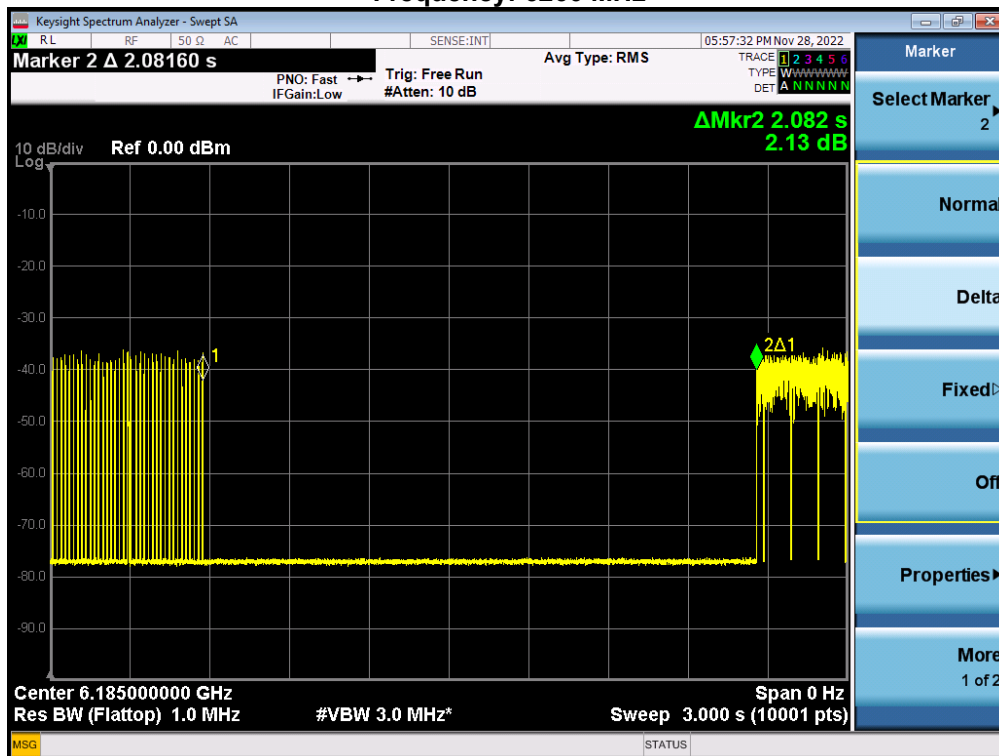 Keysight Spectrum Analyzer - Swept SA
LXI RL RF 50 Ω AC SENSE:INT 05:57:32 PM Nov 28, 2022
Marker 2 Δ 2.08160 s
PNO: Fast
IFGain:Low
Trig: Free Run
#Atten: 10 dB
Avg Type: RMS
TRACE 1 2 3 4 5 6
TYPE WWWWWW
DET A N N N N N
ΔMkr2 2.082 s
2.13 dB
10 dB/div Ref 0.00 dBm
Log
-10.0
-20.0
-30.0
-40.0
-50.0
-60.0
-70.0
-80.0
-90.0
1
2Δ1
Center 6.185000000 GHz Span 0 Hz
Res BW (Flattop) 1.0 MHz #VBW 3.0 MHz* Sweep 3.000 s (10001 pts)
MSG STATUS
Marker
Select Marker
2
Normal
Delta
Fixed
Off
Properties
More
1 of 2